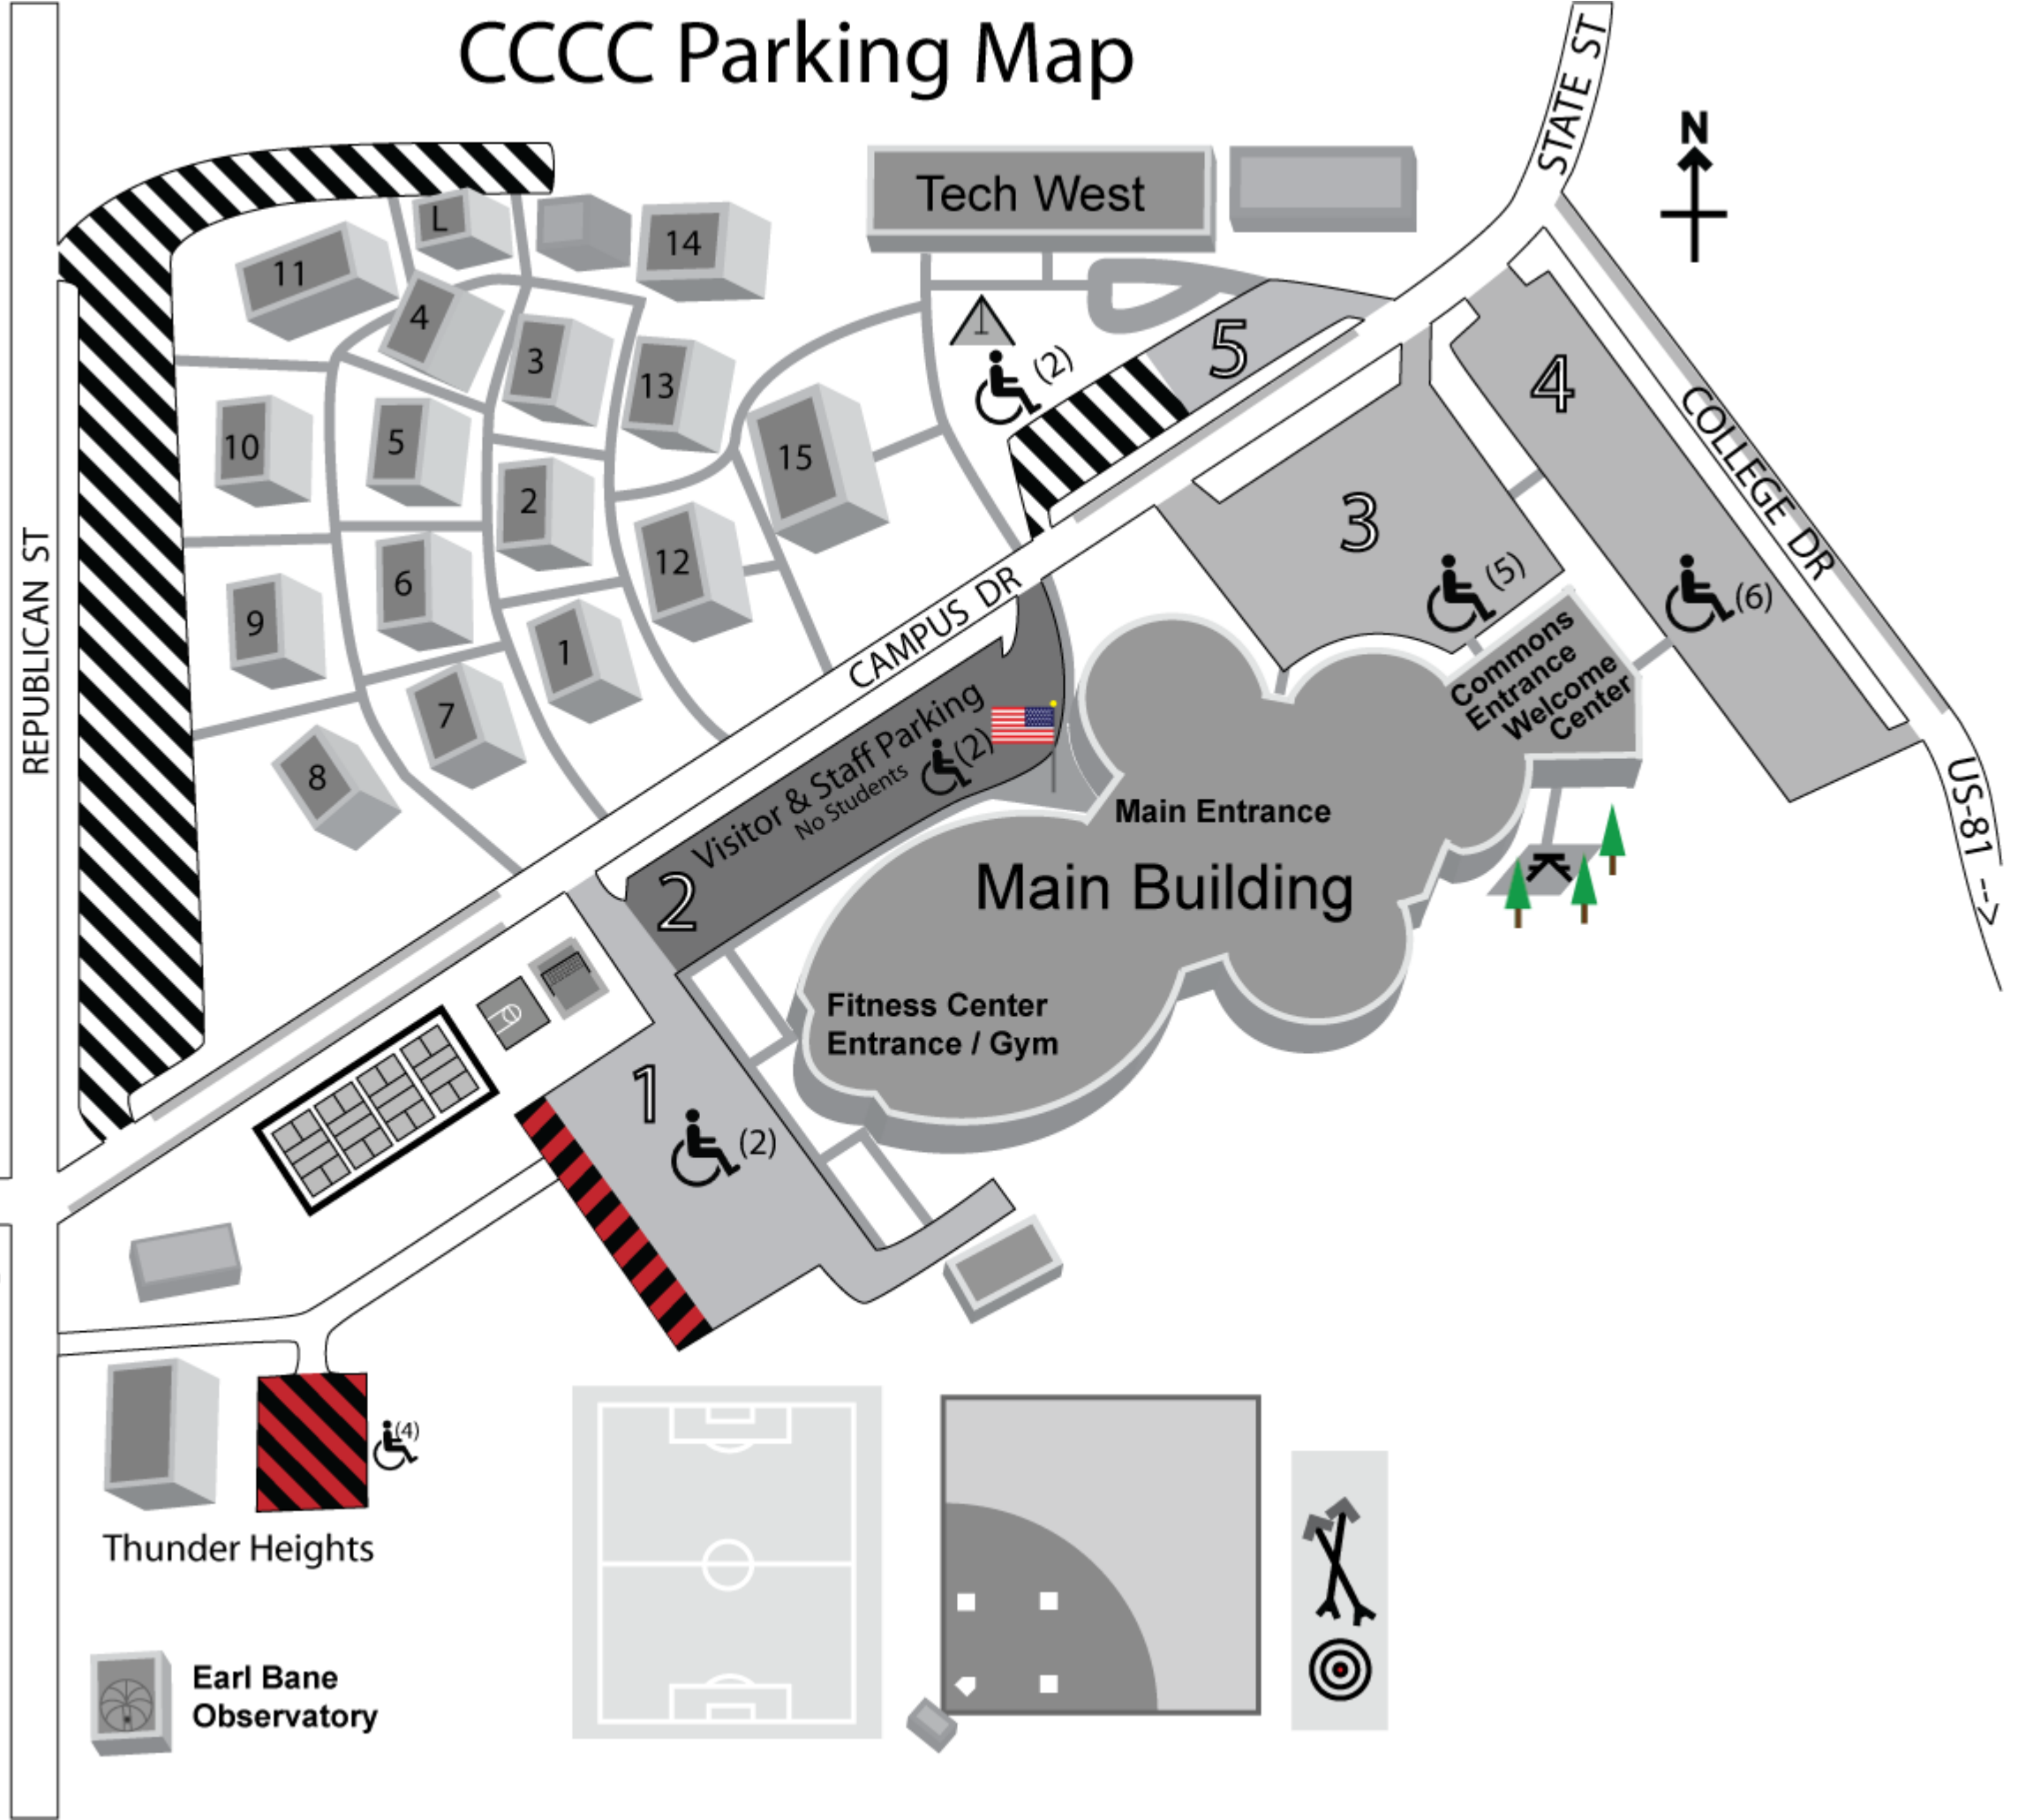 CCCC Parking Map
STATE ST
N
Tech West
L
14
11
4
3
13
5
(2)
4
10
5
2
15
3
COLLEGE DR
REPUBLICAN ST
12
6
9
(5)
(6)
1
CAMPUS DR
Commons
Entrance
Welcome
Center
7
8
Visitor & Staff Parking
No Students
(2)
2
Main Entrance
US-81 -->
Main Building
Fitness Center
Entrance / Gym
1
(2)
(4)
Thunder Heights
Earl Bane
Observatory